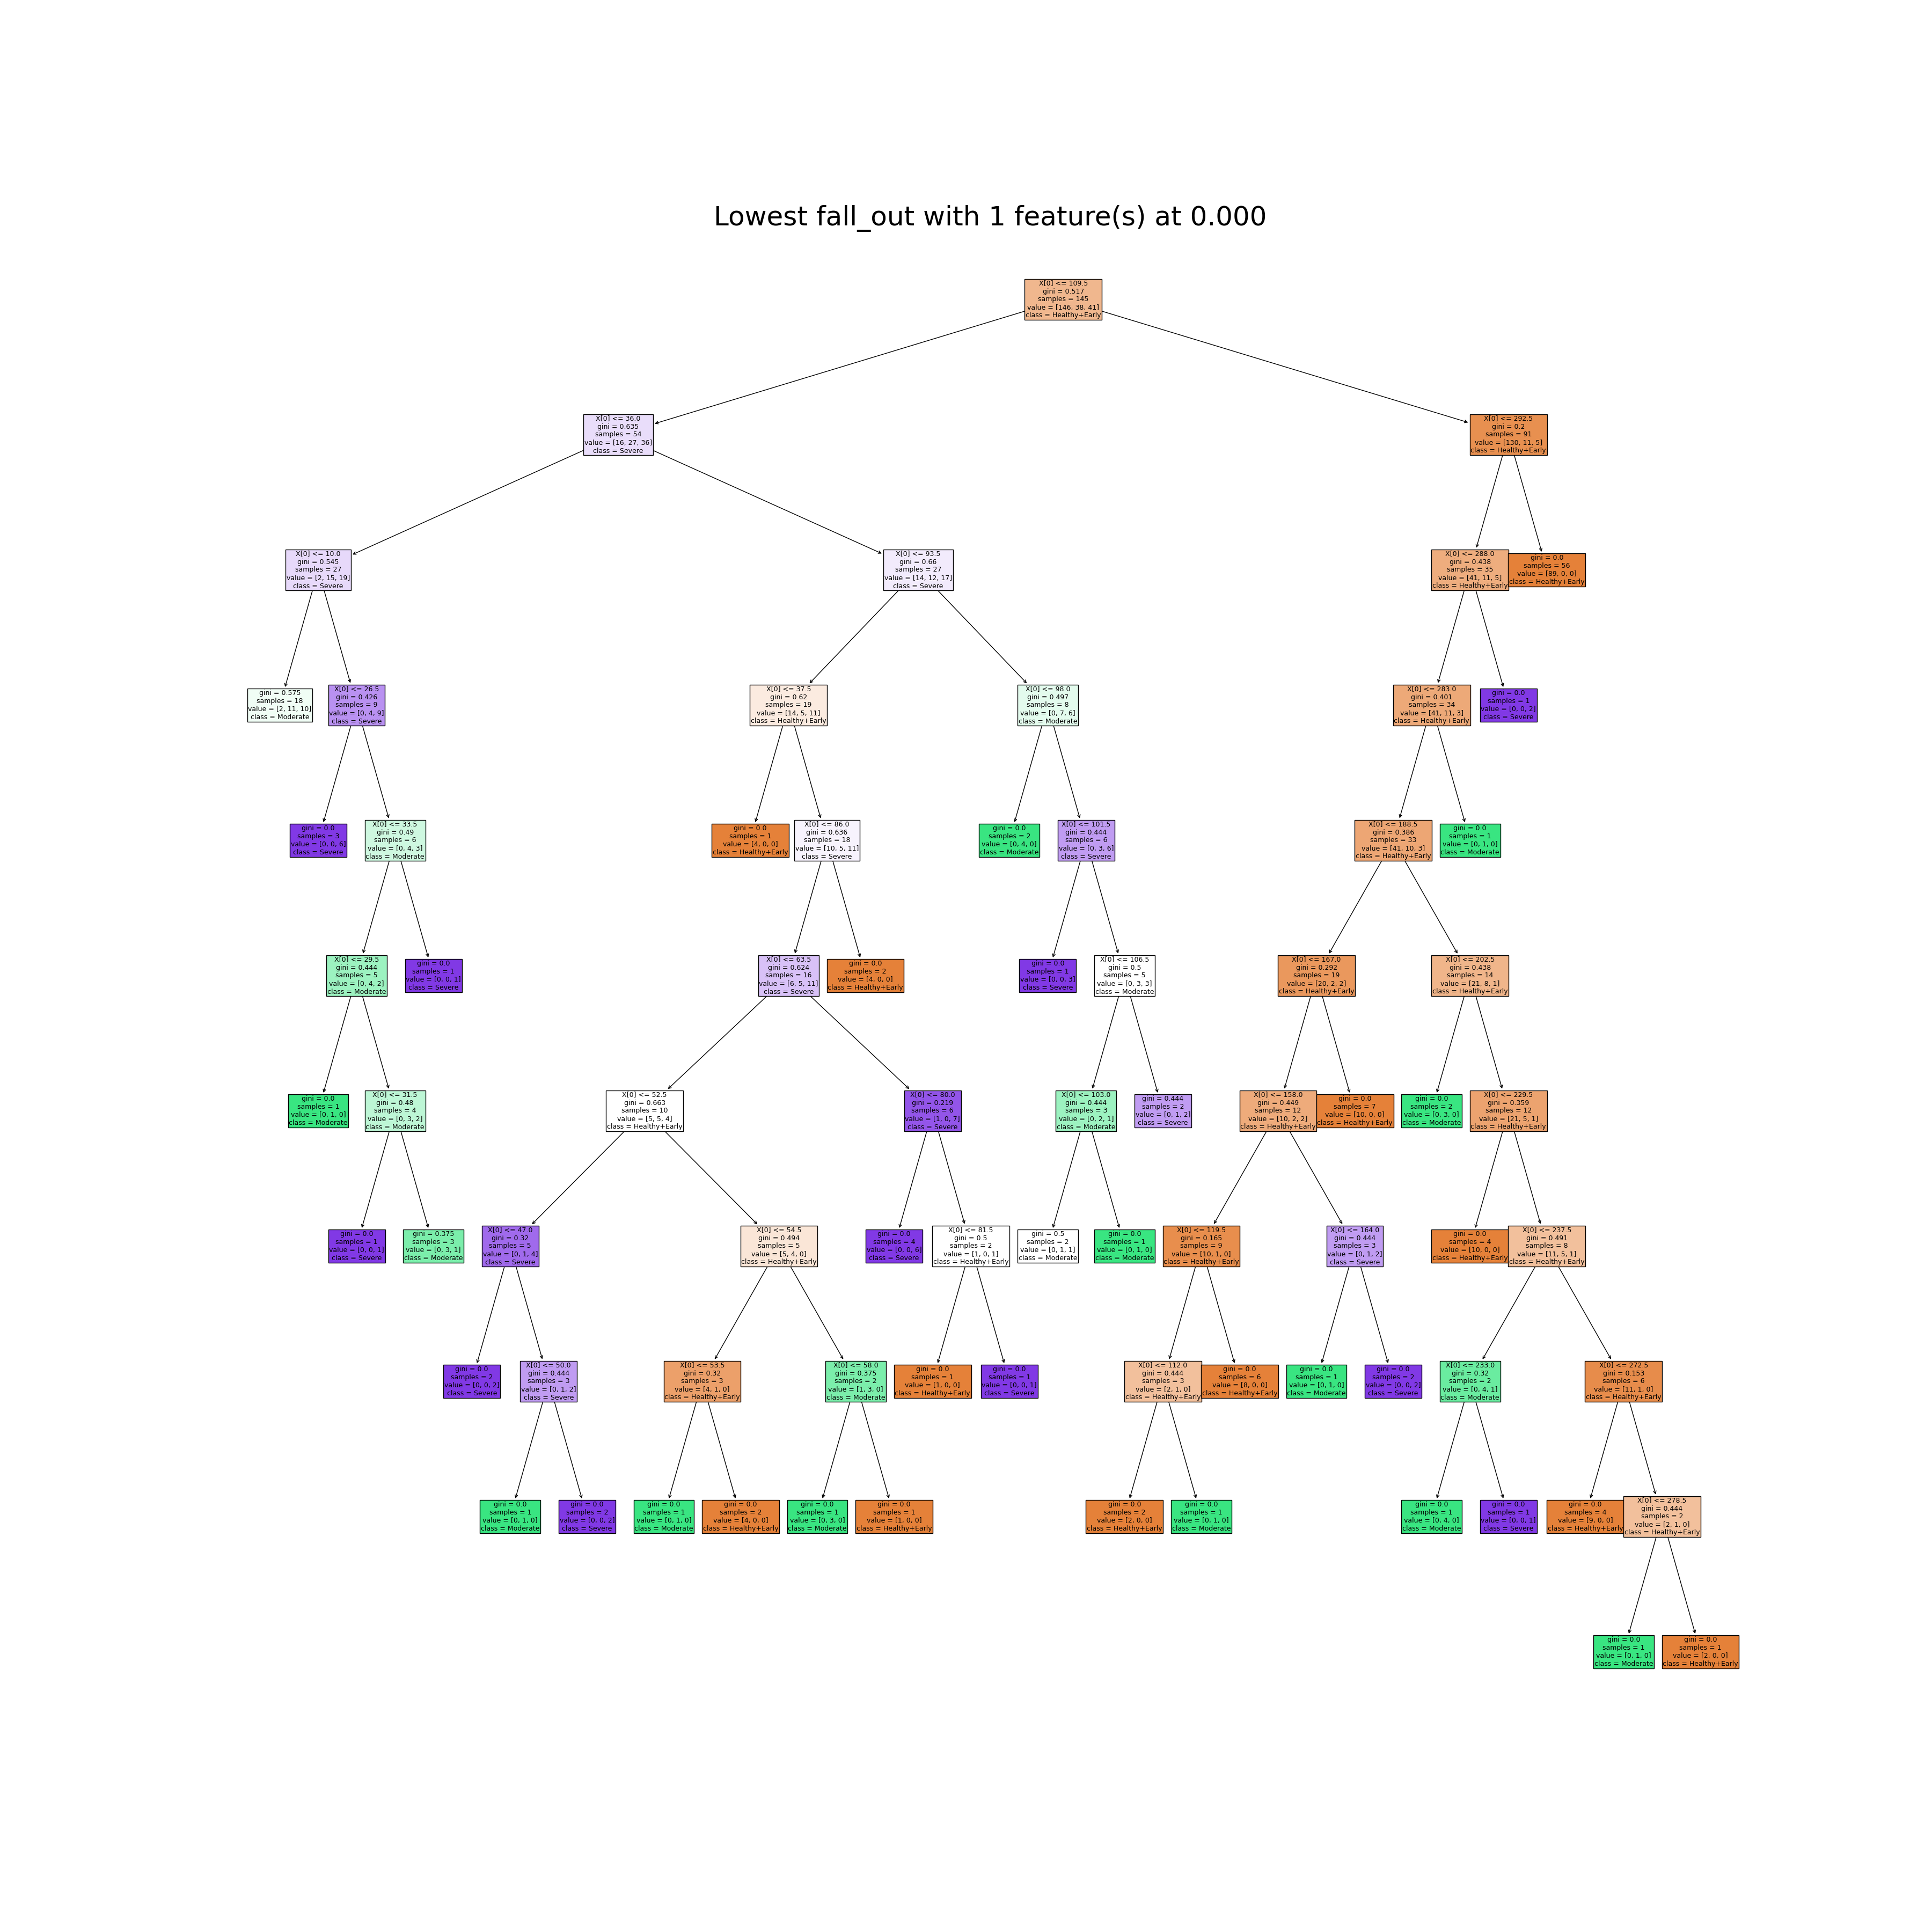 Lowest fall_out with 1 feature(s) at 0.000
X[0] <= 109.5
gini = 0.517
samples = 145
value = [146, 38, 41]
class = Healthy+Early
X[0] <= 36.0
gini = 0.635
samples = 54
value = [16, 27, 36]
class = Severe
X[0] <= 292.5
gini = 0.2
samples = 91
value = [130, 11, 5]
class = Healthy+Early
X[0] <= 10.0
gini = 0.545
samples = 27
value = [2, 15, 19]
class = Severe
X[0] <= 93.5
gini = 0.66
samples = 27
value = [14, 12, 17]
class = Severe
X[0] <= 288.0
gini = 0.438
samples = 35
value = [41, 11, 5]
class = Healthy+Early
gini = 0.0
samples = 56
value = [89, 0, 0]
class = Healthy+Early
gini = 0.575
samples = 18
value = [2, 11, 10]
class = Moderate
X[0] <= 26.5
gini = 0.426
samples = 9
value = [0, 4, 9]
class = Severe
X[0] <= 37.5
gini = 0.62
samples = 19
value = [14, 5, 11]
class = Healthy+Early
X[0] <= 98.0
gini = 0.497
samples = 8
value = [0, 7, 6]
class = Moderate
X[0] <= 283.0
gini = 0.401
samples = 34
value = [41, 11, 3]
class = Healthy+Early
gini = 0.0
samples = 1
value = [0, 0, 2]
class = Severe
gini = 0.0
samples = 3
value = [0, 0, 6]
class = Severe
X[0] <= 33.5
gini = 0.49
samples = 6
value = [0, 4, 3]
class = Moderate
gini = 0.0
samples = 1
value = [4, 0, 0]
class = Healthy+Early
X[0] <= 86.0
gini = 0.636
samples = 18
value = [10, 5, 11]
class = Severe
gini = 0.0
samples = 2
value = [0, 4, 0]
class = Moderate
X[0] <= 101.5
gini = 0.444
samples = 6
value = [0, 3, 6]
class = Severe
X[0] <= 188.5
gini = 0.386
samples = 33
value = [41, 10, 3]
class = Healthy+Early
gini = 0.0
samples = 1
value = [0, 1, 0]
class = Moderate
X[0] <= 29.5
gini = 0.444
samples = 5
value = [0, 4, 2]
class = Moderate
gini = 0.0
samples = 1
value = [0, 0, 1]
class = Severe
X[0] <= 63.5
gini = 0.624
samples = 16
value = [6, 5, 11]
class = Severe
gini = 0.0
samples = 2
value = [4, 0, 0]
class = Healthy+Early
gini = 0.0
samples = 1
value = [0, 0, 3]
class = Severe
X[0] <= 106.5
gini = 0.5
samples = 5
value = [0, 3, 3]
class = Moderate
X[0] <= 167.0
gini = 0.292
samples = 19
value = [20, 2, 2]
class = Healthy+Early
X[0] <= 202.5
gini = 0.438
samples = 14
value = [21, 8, 1]
class = Healthy+Early
gini = 0.0
samples = 1
value = [0, 1, 0]
class = Moderate
X[0] <= 31.5
gini = 0.48
samples = 4
value = [0, 3, 2]
class = Moderate
X[0] <= 52.5
gini = 0.663
samples = 10
value = [5, 5, 4]
class = Healthy+Early
X[0] <= 80.0
gini = 0.219
samples = 6
value = [1, 0, 7]
class = Severe
X[0] <= 103.0
gini = 0.444
samples = 3
value = [0, 2, 1]
class = Moderate
gini = 0.444
samples = 2
value = [0, 1, 2]
class = Severe
X[0] <= 158.0
gini = 0.449
samples = 12
value = [10, 2, 2]
class = Healthy+Early
gini = 0.0
samples = 7
value = [10, 0, 0]
class = Healthy+Early
gini = 0.0
samples = 2
value = [0, 3, 0]
class = Moderate
X[0] <= 229.5
gini = 0.359
samples = 12
value = [21, 5, 1]
class = Healthy+Early
gini = 0.0
samples = 1
value = [0, 0, 1]
class = Severe
gini = 0.375
samples = 3
value = [0, 3, 1]
class = Moderate
X[0] <= 47.0
gini = 0.32
samples = 5
value = [0, 1, 4]
class = Severe
X[0] <= 54.5
gini = 0.494
samples = 5
value = [5, 4, 0]
class = Healthy+Early
gini = 0.0
samples = 4
value = [0, 0, 6]
class = Severe
X[0] <= 81.5
gini = 0.5
samples = 2
value = [1, 0, 1]
class = Healthy+Early
gini = 0.5
samples = 2
value = [0, 1, 1]
class = Moderate
gini = 0.0
samples = 1
value = [0, 1, 0]
class = Moderate
X[0] <= 119.5
gini = 0.165
samples = 9
value = [10, 1, 0]
class = Healthy+Early
X[0] <= 164.0
gini = 0.444
samples = 3
value = [0, 1, 2]
class = Severe
gini = 0.0
samples = 4
value = [10, 0, 0]
class = Healthy+Early
X[0] <= 237.5
gini = 0.491
samples = 8
value = [11, 5, 1]
class = Healthy+Early
gini = 0.0
samples = 2
value = [0, 0, 2]
class = Severe
X[0] <= 50.0
gini = 0.444
samples = 3
value = [0, 1, 2]
class = Severe
X[0] <= 53.5
gini = 0.32
samples = 3
value = [4, 1, 0]
class = Healthy+Early
X[0] <= 58.0
gini = 0.375
samples = 2
value = [1, 3, 0]
class = Moderate
gini = 0.0
samples = 1
value = [1, 0, 0]
class = Healthy+Early
gini = 0.0
samples = 1
value = [0, 0, 1]
class = Severe
X[0] <= 112.0
gini = 0.444
samples = 3
value = [2, 1, 0]
class = Healthy+Early
gini = 0.0
samples = 6
value = [8, 0, 0]
class = Healthy+Early
gini = 0.0
samples = 1
value = [0, 1, 0]
class = Moderate
gini = 0.0
samples = 2
value = [0, 0, 2]
class = Severe
X[0] <= 233.0
gini = 0.32
samples = 2
value = [0, 4, 1]
class = Moderate
X[0] <= 272.5
gini = 0.153
samples = 6
value = [11, 1, 0]
class = Healthy+Early
gini = 0.0
samples = 1
value = [0, 1, 0]
class = Moderate
gini = 0.0
samples = 2
value = [0, 0, 2]
class = Severe
gini = 0.0
samples = 1
value = [0, 1, 0]
class = Moderate
gini = 0.0
samples = 2
value = [4, 0, 0]
class = Healthy+Early
gini = 0.0
samples = 1
value = [0, 3, 0]
class = Moderate
gini = 0.0
samples = 1
value = [1, 0, 0]
class = Healthy+Early
gini = 0.0
samples = 2
value = [2, 0, 0]
class = Healthy+Early
gini = 0.0
samples = 1
value = [0, 1, 0]
class = Moderate
gini = 0.0
samples = 1
value = [0, 4, 0]
class = Moderate
gini = 0.0
samples = 1
value = [0, 0, 1]
class = Severe
gini = 0.0
samples = 4
value = [9, 0, 0]
class = Healthy+Early
X[0] <= 278.5
gini = 0.444
samples = 2
value = [2, 1, 0]
class = Healthy+Early
gini = 0.0
samples = 1
value = [0, 1, 0]
class = Moderate
gini = 0.0
samples = 1
value = [2, 0, 0]
class = Healthy+Early